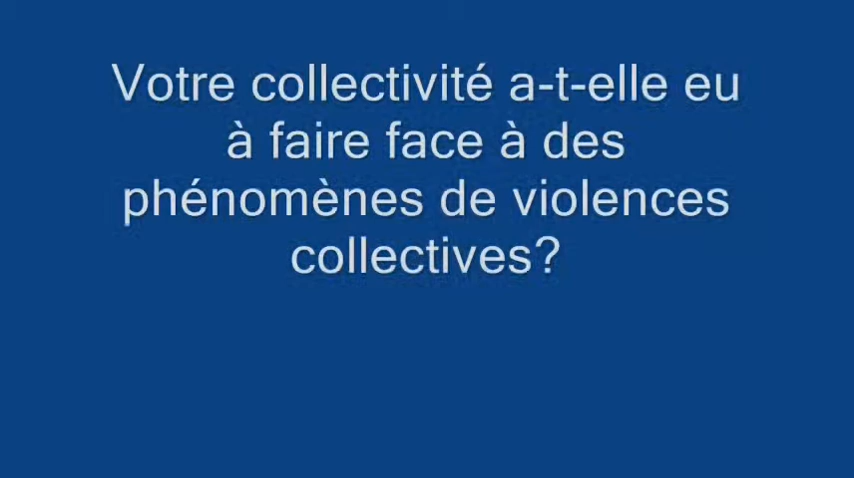 Votre collectivité a-t-elle eu
à faire face à des
phénomènes de violences
collectives?